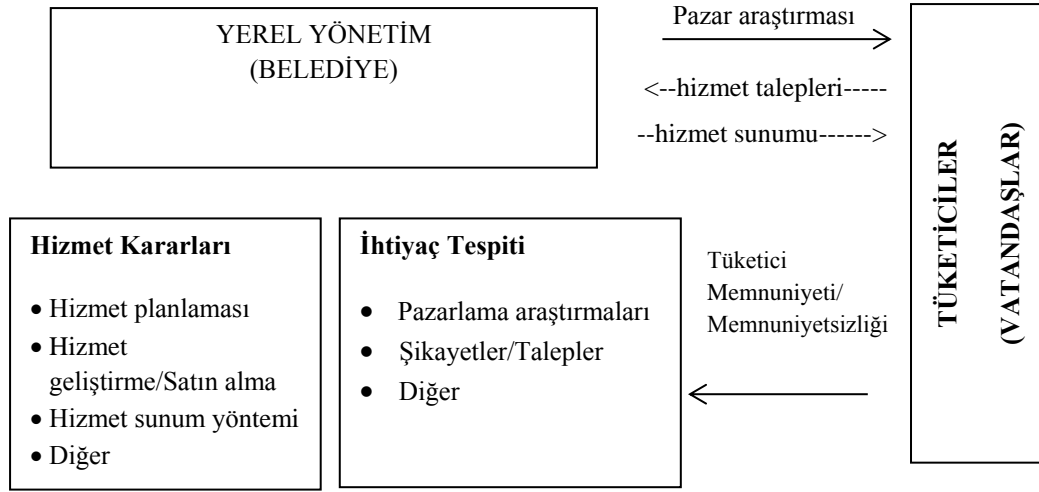 YEREL YÖNETİM
(BELEDİYE)
Pazar araştırması
<--hizmet talepleri-----
--hizmet sunumu------>
TÜKETİCİLER
(VATANDAŞLAR)
Hizmet Kararları
• Hizmet planlaması
• Hizmet
geliştirme/Satın alma
• Hizmet sunum yöntemi
• Diğer
İhtiyaç Tespiti
• Pazarlama araştırmaları
• Şikayetler/Talepler
• Diğer
Tüketici
Memnuniyeti/
Memnuniyetsizliği